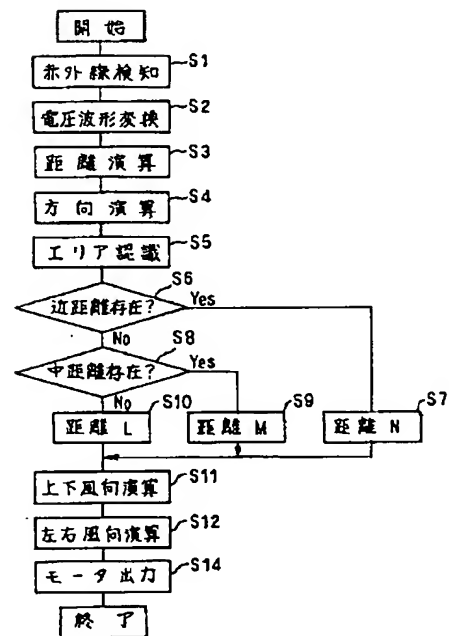 開始
赤外線検知 S1
電圧波形変換 S2
距離演算 S3
方向演算 S4
エリア認識 S5
S6
近距離存在? Yes
No
S8
中距離存在? Yes
No S10 S9 S7
距離 L 距離 M 距離 N
上下風向演算 S11
左右風向演算 S12
モータ出力 S14
終了